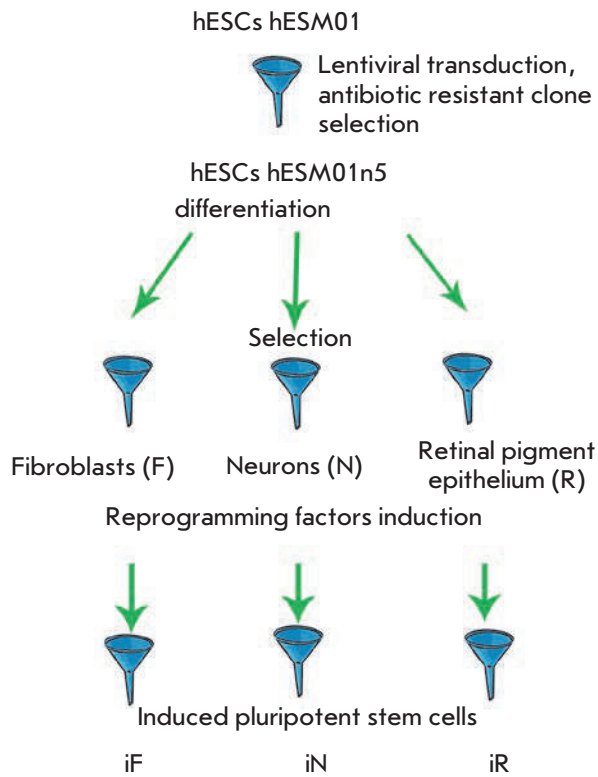 hESCs hESM01
Lentiviral transduction,
antibiotic resistant clone
selection
hESCs hESM01n5
differentiation
Selection
Fibroblasts (F)
Neurons (N)
Retinal pigment
epithelium (R)
Reprogramming factors induction
Induced pluripotent stem cells
iF
iN
iR